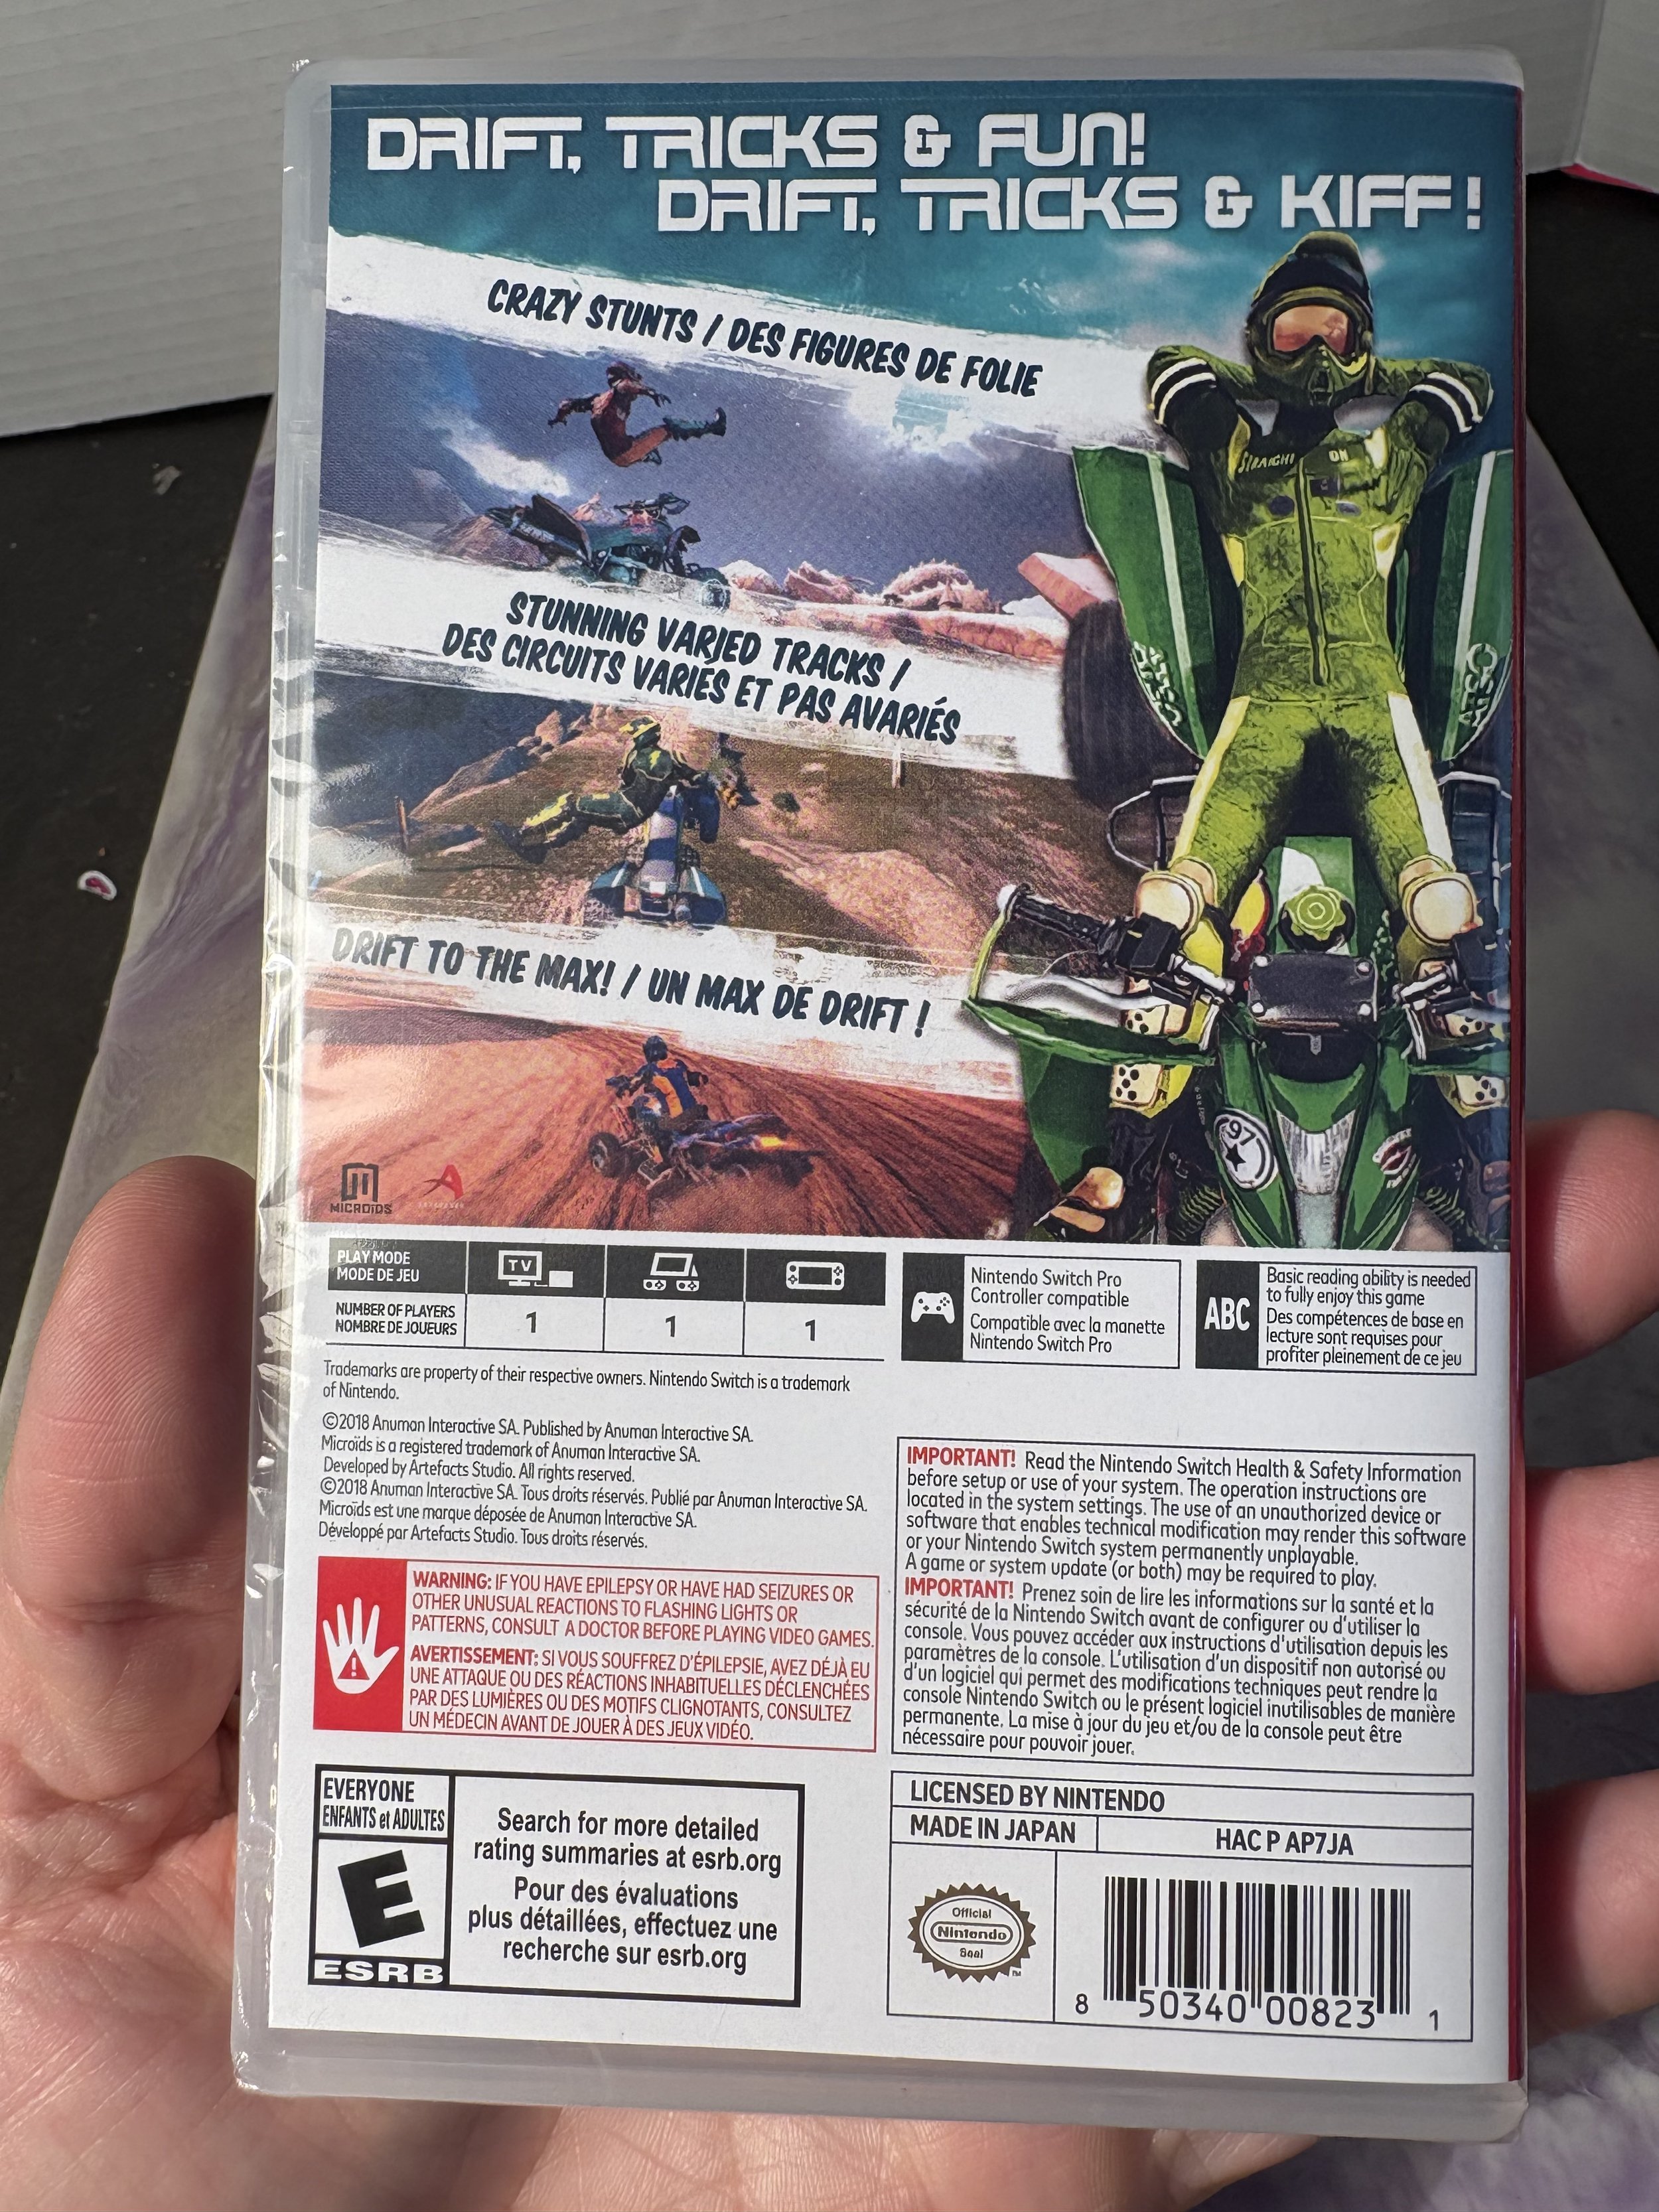 DRIFT, TRICKS & FUN!
DRIFT, TRICKS & KIFF !
CRAZY STUNTS / DES FIGURES DE FOLIE
STRAIGHT ON
STUNNING VARIED TRACKS /
DES CIRCUITS VARIÉS ET PAS AVARIÉS
DRIFT TO THE MAX! / UN MAX DE DRIFT !
97
MICROIDS
PLAY MODE
MODE DE JEU
TV
NUMBER OF PLAYERS
NOMBRE DE JOUEURS
1
1
1
Nintendo Switch Pro
Controller compatible
Compatible avec la manette
Nintendo Switch Pro
ABC
Basic reading ability is needed
to fully enjoy this game
Des compétences de base en
lecture sont requises pour
profiter pleinement de ce jeu
Trademarks are property of their respective owners. Nintendo Switch is a trademark
of Nintendo.
©2018 Anuman Interactive SA. Published by Anuman Interactive SA.
Microïds is a registered trademark of Anuman Interactive SA.
Developed by Artefacts Studio. All rights reserved.
©2018 Anuman Interactive SA. Tous droits réservés. Publié par Anuman Interactive SA.
Microïds est une marque déposée de Anuman Interactive SA.
Développé par Artefacts Studio. Tous droits réservés.
WARNING: IF YOU HAVE EPILEPSY OR HAVE HAD SEIZURES OR
OTHER UNUSUAL REACTIONS TO FLASHING LIGHTS OR
PATTERNS, CONSULT A DOCTOR BEFORE PLAYING VIDEO GAMES.
AVERTISSEMENT: SI VOUS SOUFFREZ D'ÉPILEPSIE, AVEZ DÉJÀ EU
UNE ATTAQUE OU DES RÉACTIONS INHABITUELLES DÉCLENCHÉES
PAR DES LUMIÈRES OU DES MOTIFS CLIGNOTANTS, CONSULTEZ
UN MÉDECIN AVANT DE JOUER À DES JEUX VIDÉO.
IMPORTANT! Read the Nintendo Switch Health & Safety Information
before setup or use of your system. The operation instructions are
located in the system settings. The use of an unauthorized device or
software that enables technical modification may render this software
or your Nintendo Switch system permanently unplayable.
A game or system update (or both) may be required to play.
IMPORTANT! Prenez soin de lire les informations sur la santé et la
sécurité de la Nintendo Switch avant de configurer ou d'utiliser la
console. Vous pouvez accéder aux instructions d'utilisation depuis les
paramètres de la console. L'utilisation d'un dispositif non autorisé ou
d'un logiciel qui permet des modifications techniques peut rendre la
console Nintendo Switch ou le présent logiciel inutilisables de manière
permanente. La mise à jour du jeu et/ou de la console peut être
nécessaire pour pouvoir jouer.
EVERYONE
ENFANTS et ADULTES
E
ESRB
Search for more detailed
rating summaries at esrb.org
Pour des évaluations
plus détaillées, effectuez une
recherche sur esrb.org
LICENSED BY NINTENDO
MADE IN JAPAN
HAC P AP7JA
Official
Nintendo
Seal
TM
8 50340 00823 1